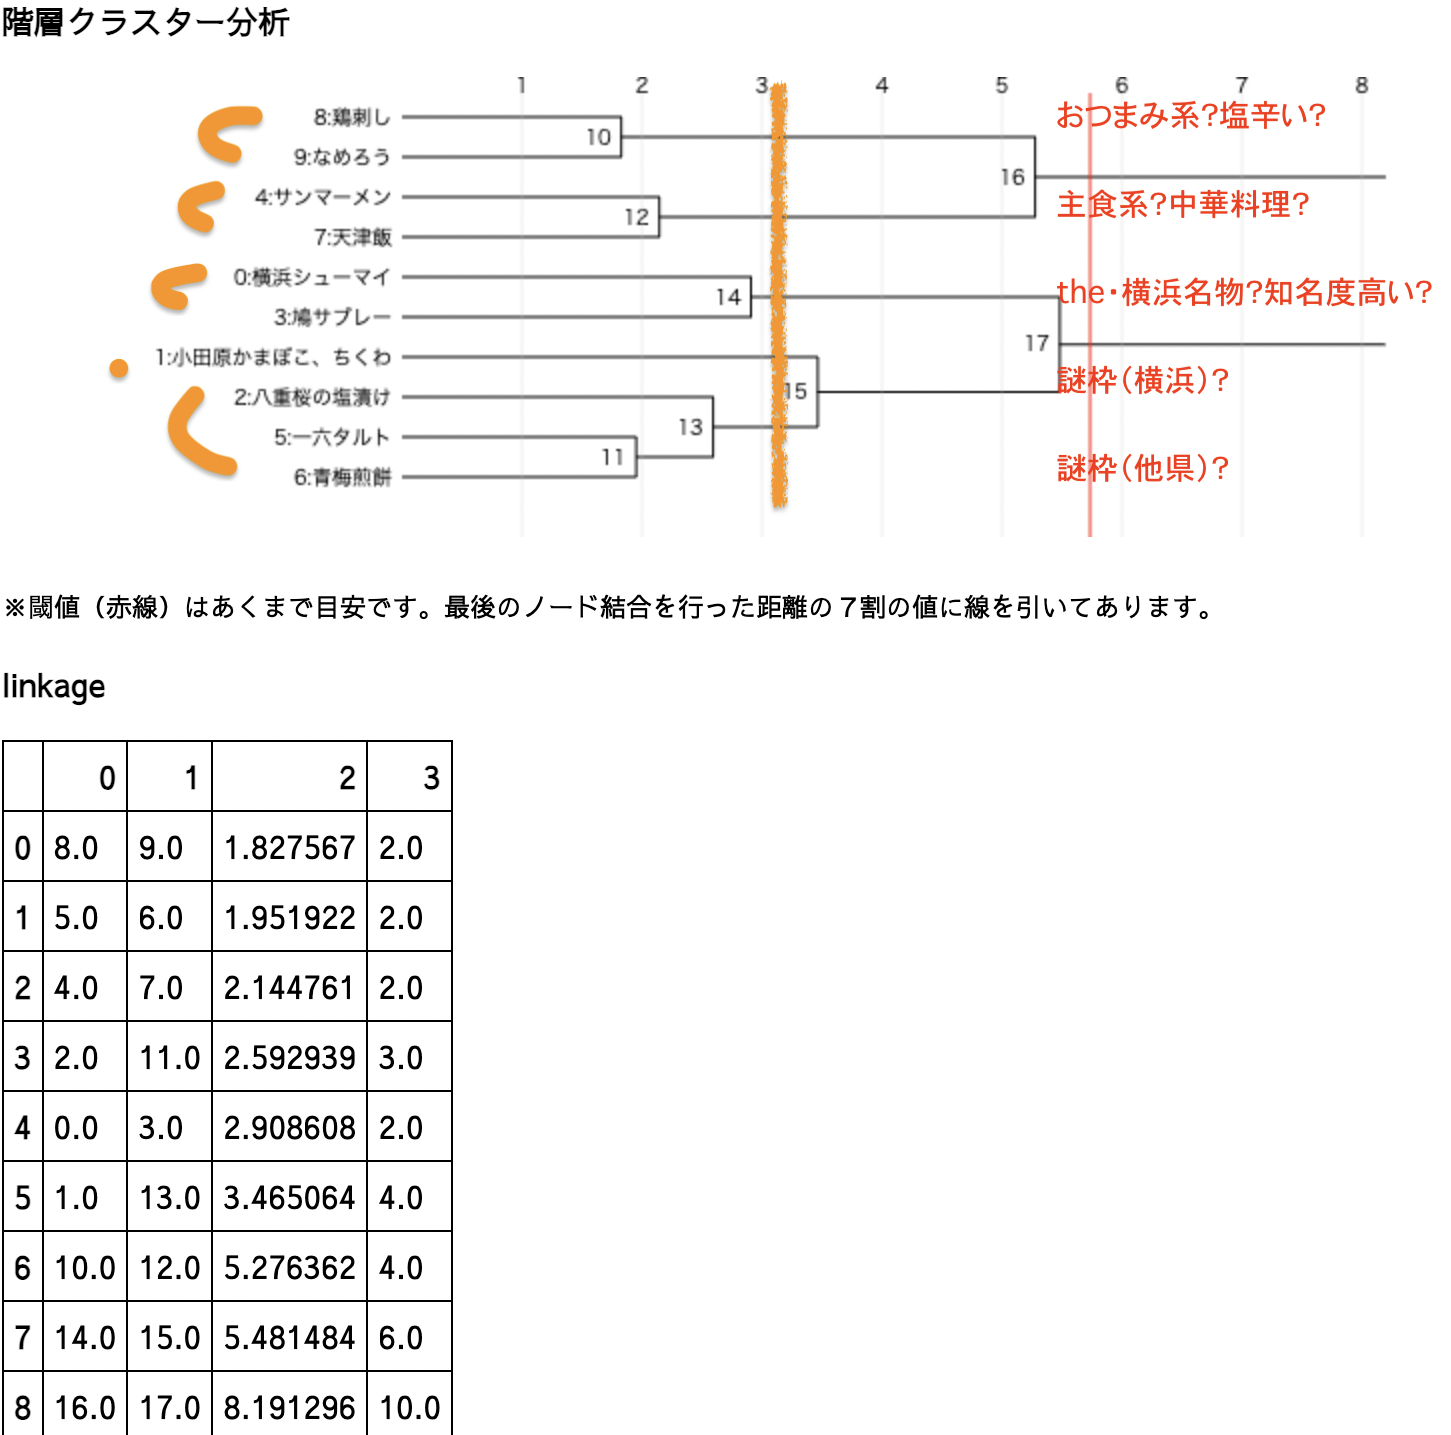 階層クラスター分析
1 2 3 4 5 6 7 8
8:鶏刺し
10
おつまみ系?塩辛い?
9:なめろう
16
4:サンマーメン
12
主食系?中華料理?
7:天津飯
0:横浜シューマイ
14
the・横浜名物?知名度高い?
3:鳩サブレー
17
1:小田原かまぼこ、ちくわ
15
謎枠(横浜)?
2:八重桜の塩漬け
13
5:一六タルト
11
6:青梅煎餅
謎枠(他県)?
※閾値（赤線）はあくまで目安です。最後のノード結合を行った距離の７割の値に線を引いてあります。
linkage
0 1 2 3
0 8.0 9.0 1.827567 2.0
1 5.0 6.0 1.951922 2.0
2 4.0 7.0 2.144761 2.0
3 2.0 11.0 2.592939 3.0
4 0.0 3.0 2.908608 2.0
5 1.0 13.0 3.465064 4.0
6 10.0 12.0 5.276362 4.0
7 14.0 15.0 5.481484 6.0
8 16.0 17.0 8.191296 10.0